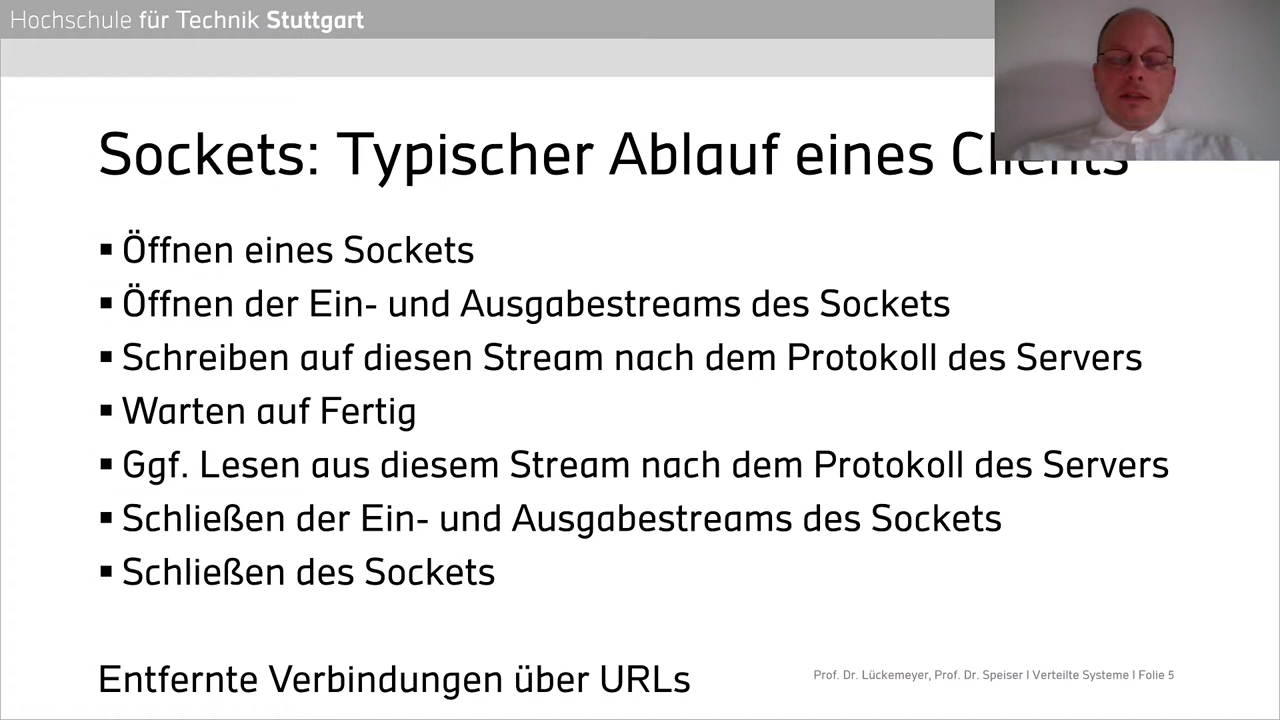 Hochschule für Technik Stuttgart
Sockets: Typischer Ablauf eines Clients
▪ Öffnen eines Sockets
▪ Öffnen der Ein- und Ausgabestreams des Sockets
▪ Schreiben auf diesen Stream nach dem Protokoll des Servers
▪ Warten auf Fertig
▪ Ggf. Lesen aus diesem Stream nach dem Protokoll des Servers
▪ Schließen der Ein- und Ausgabestreams des Sockets
▪ Schließen des Sockets
Entfernte Verbindungen über URLs
Prof. Dr. Lückemeyer, Prof. Dr. Speiser I Verteilte Systeme I Folie 5